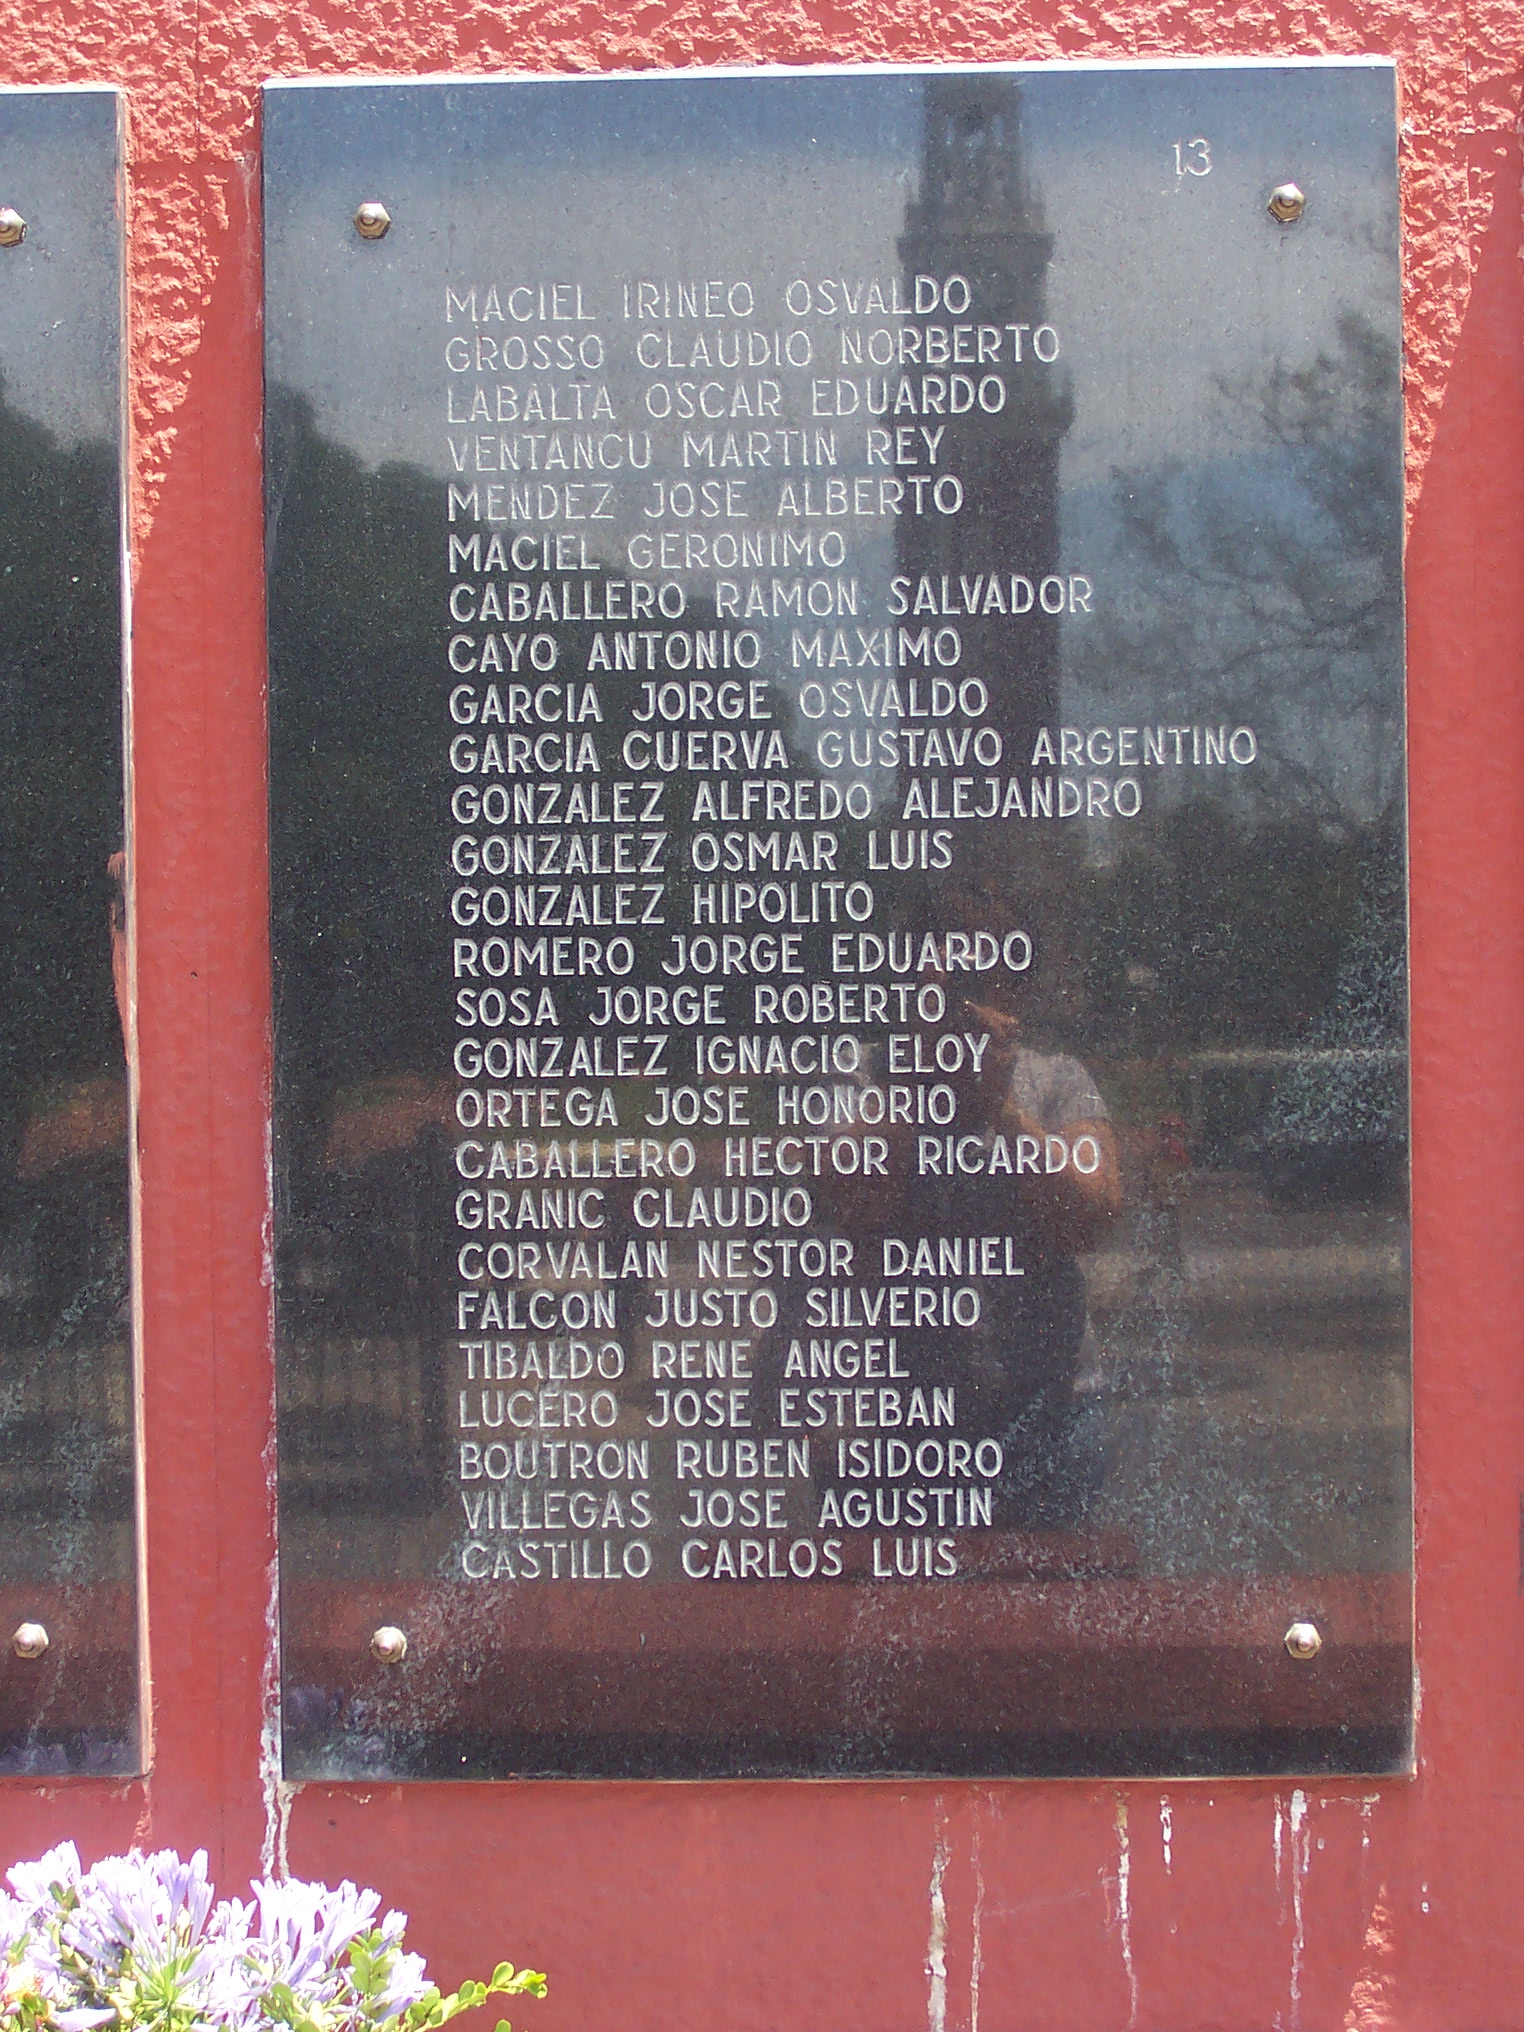 13
MACIEL IRINEO OSVALDO
GROSSO CLAUDIO NORBERTO
LABALTA OSCAR EDUARDO
VENTANCU MARTIN REY
MENDEZ JOSE ALBERTO
MACIEL GERONIMO
CABALLERO RAMON SALVADOR
CAYO ANTONIO MAXIMO
GARCIA JORGE OSVALDO
GARCIA CUERVA GUSTAVO ARGENTINO
GONZALEZ ALFREDO ALEJANDRO
GONZALEZ OSMAR LUIS
GONZALEZ HIPOLITO
ROMERO JORGE EDUARDO
SOSA JORGE ROBERTO
GONZALEZ IGNACIO ELOY
ORTEGA JOSE HONORIO
CABALLERO HECTOR RICARDO
GRANIC CLAUDIO
CORVALAN NESTOR DANIEL
FALCON JUSTO SILVERIO
TIBALDO RENE ANGEL
LUCERO JOSE ESTEBAN
BOUTRON RUBEN ISIDORO
VILLEGAS JOSE AGUSTIN
CASTILLO CARLOS LUIS